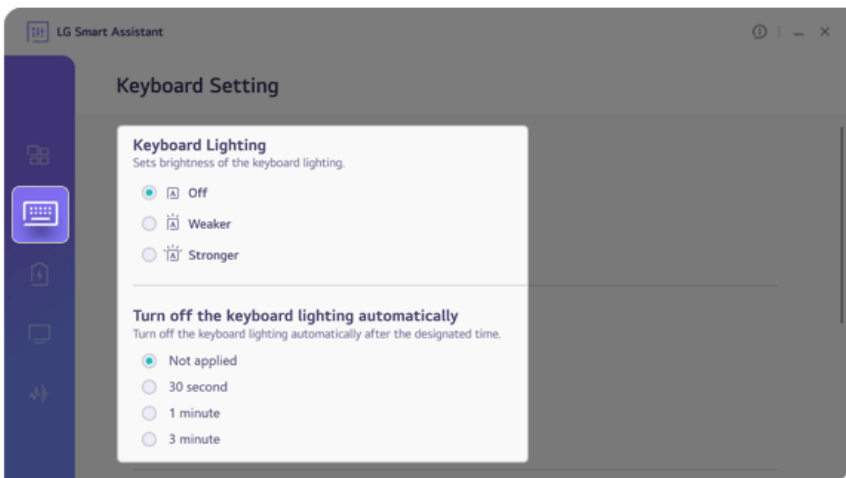 LG Smart Assistant
Keyboard Setting
Keyboard Lighting
Sets brightness of the keyboard lighting.
A Off
A Weaker
A Stronger
Turn off the keyboard lighting automatically
Turn off the keyboard lighting automatically after the designated time.
Not applied
30 second
1 minute
3 minute